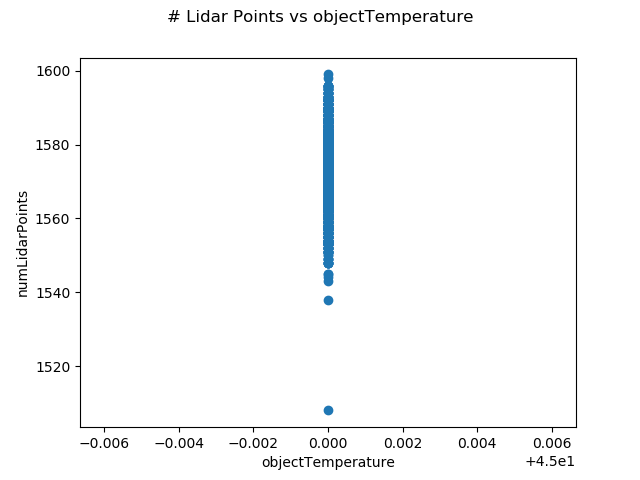 # Lidar Points vs objectTemperature
1600
1580
1560
1540
1520
numLidarPoints
−0.006 −0.004 −0.002 0.000 0.002 0.004 0.006
objectTemperature
+4.5e1